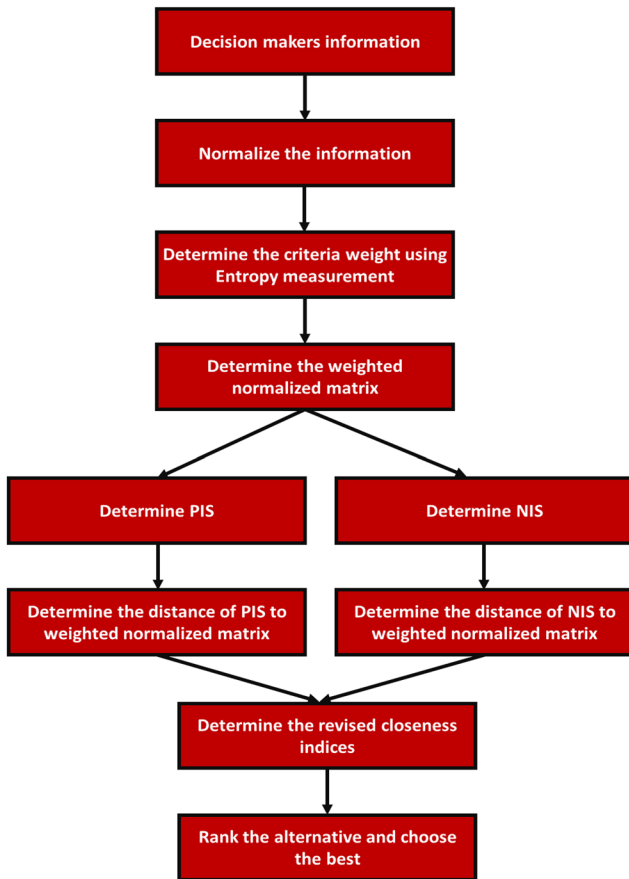 Decision makers information
Normalize the information
Determine the criteria weight using
Entropy measurement
Determine the weighted
normalized matrix
Determine PIS
Determine NIS
Determine the distance of PIS to
weighted normalized matrix
Determine the distance of NIS to
weighted normalized matrix
Determine the revised closeness
indices
Rank the alternative and choose
the best